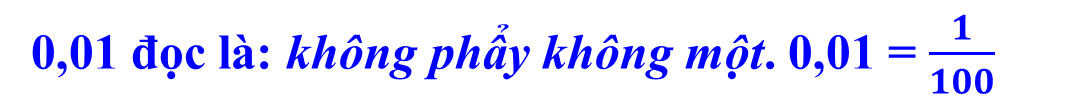 0,01 đọc là: không phẩy không một. 0,01 = 1/100